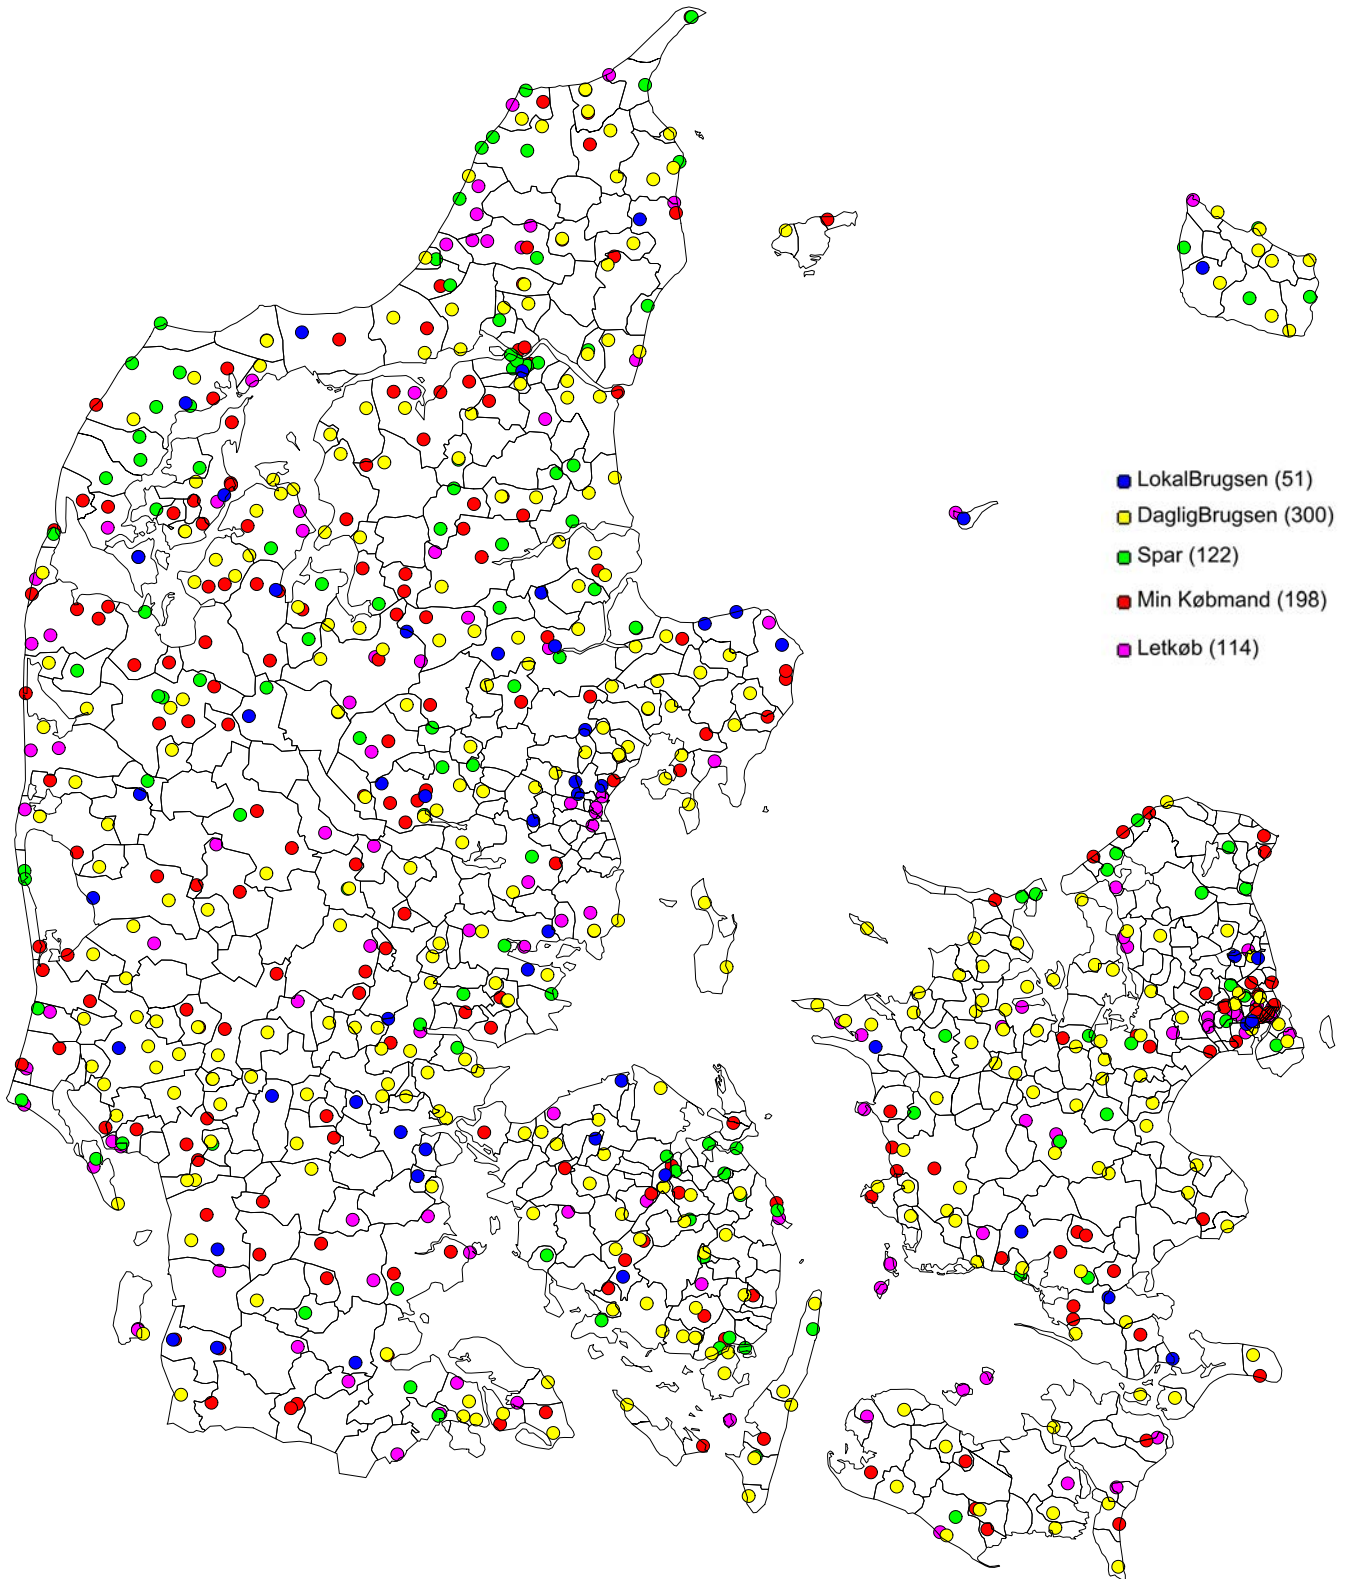 LokalBrugsen (51)
DagligBrugsen (300)
Spar (122)
Min Købmand (198)
Letkøb (114)